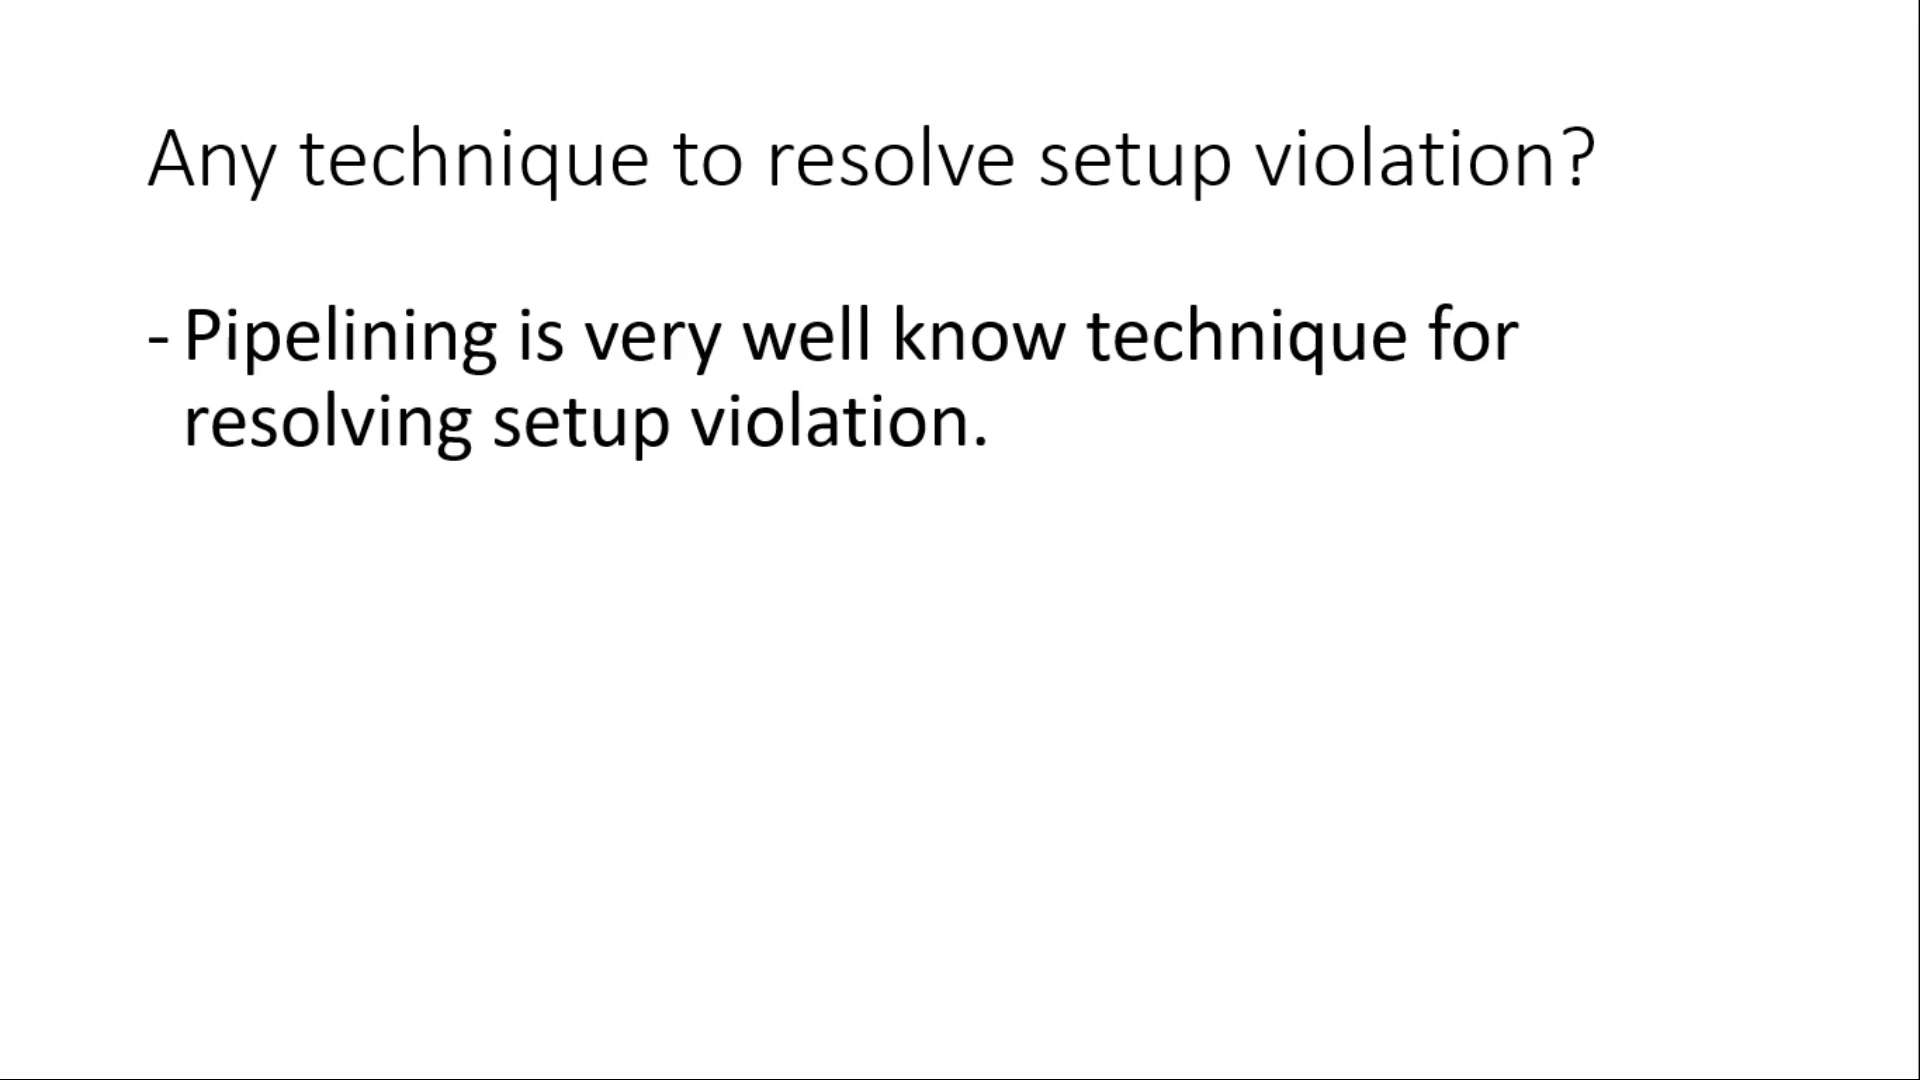 Any technique to resolve setup violation?
- Pipelining is very well know technique for
resolving setup violation.